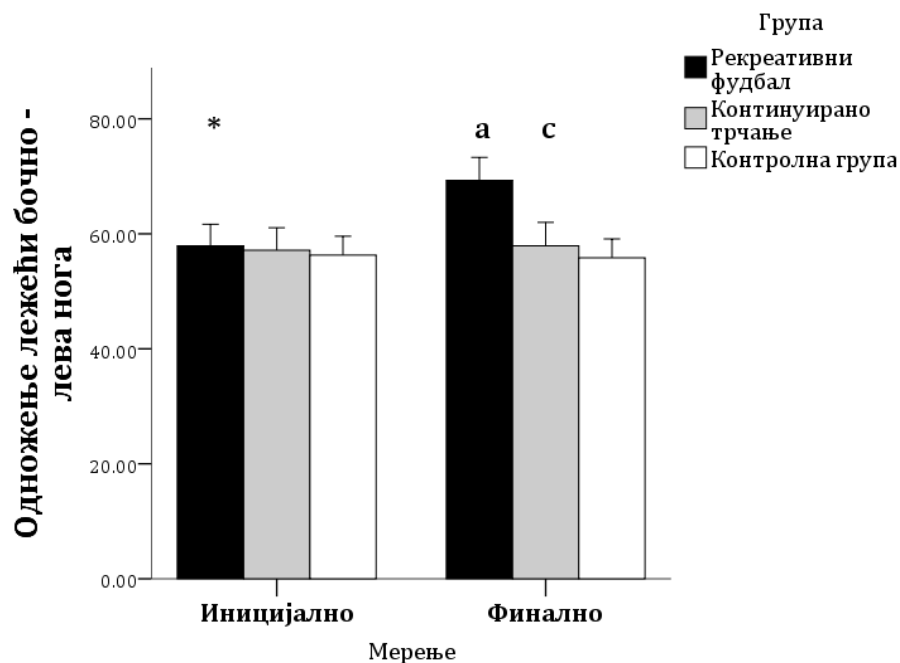 Група
Рекреативни
фудбал
Континуирано
трчање
Контролна група
Одножење лежећи бочно -
лева нога
80.00
60.00
40.00
20.00
0.00
*
a
c
Иницијално
Финално
Мерење